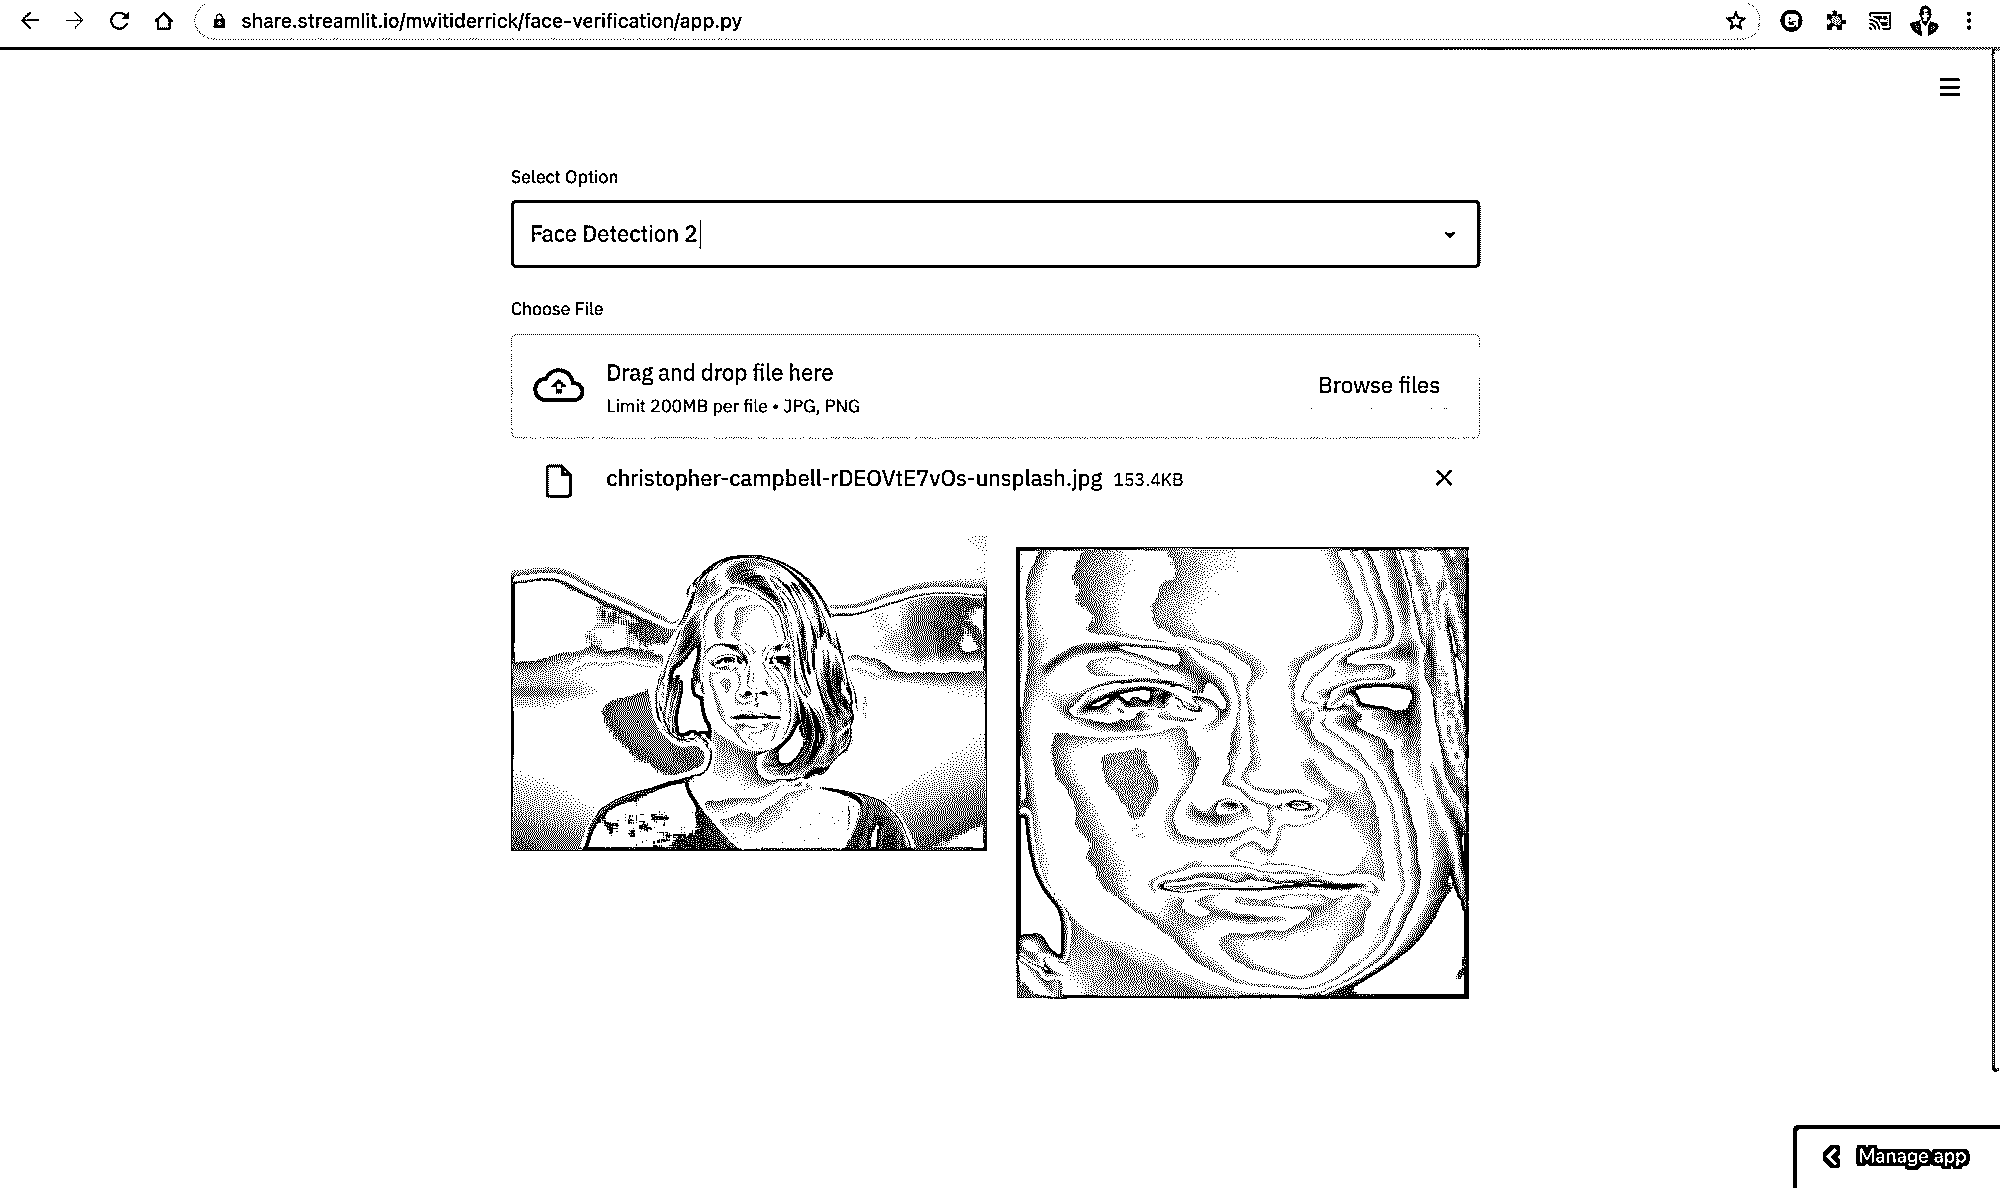 share.streamlit.io/mwitiderrick/face-verification/app.py
Select Option
Face Detection 2
Choose File
Drag and drop file here
Limit 200MB per file • JPG, PNG
Browse files
christopher-campbell-rDEOVtE7vOs-unsplash.jpg 153.4KB
Manage app